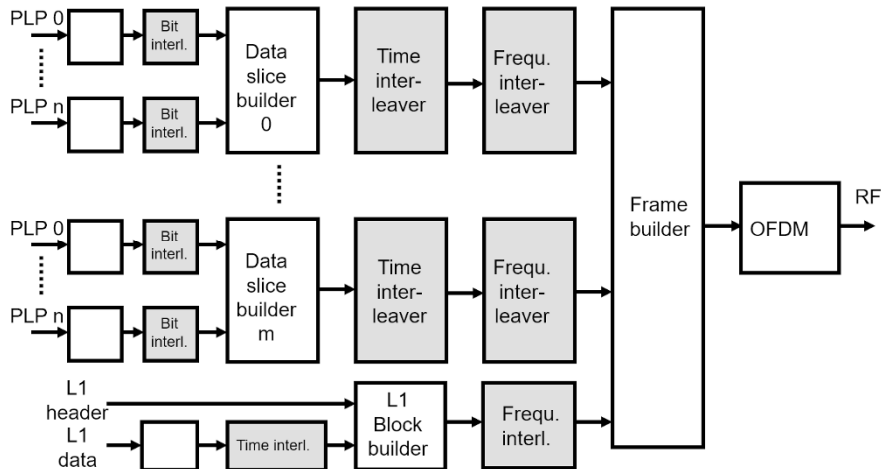 PLP 0
Bit
interl.
PLP n
Bit
interl.
Data
slice
builder
0
Time
inter-
leaver
Frequ.
inter-
leaver
PLP 0
Bit
interl.
PLP n
Bit
interl.
Data
slice
builder
m
Time
inter-
leaver
Frequ.
inter-
leaver
L1
header
L1
data
Time interl.
L1
Block
builder
Frequ.
interl.
Frame
builder
OFDM
RF